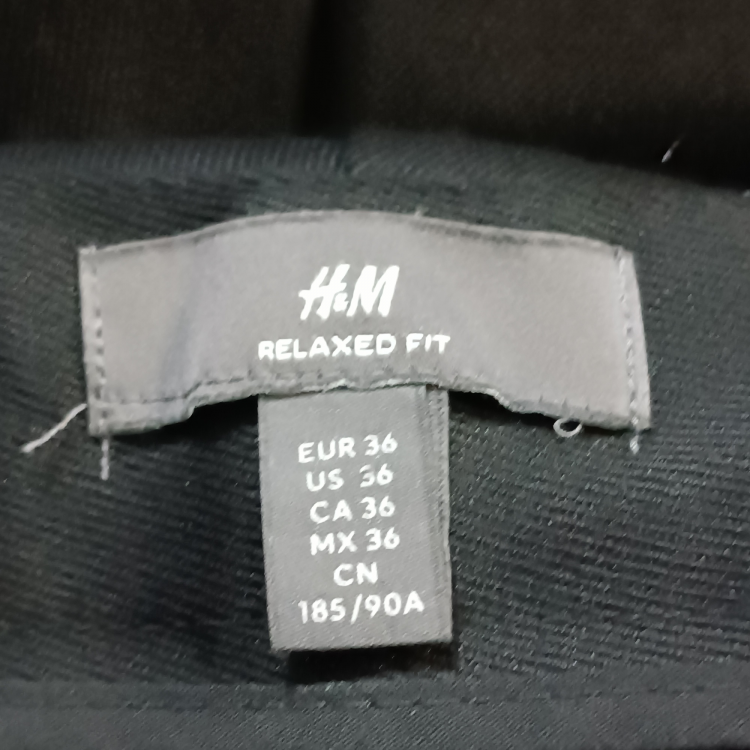 H&M
RELAXED FIT
EUR 36
US 36
CA 36
MX 36
CN
185/90A